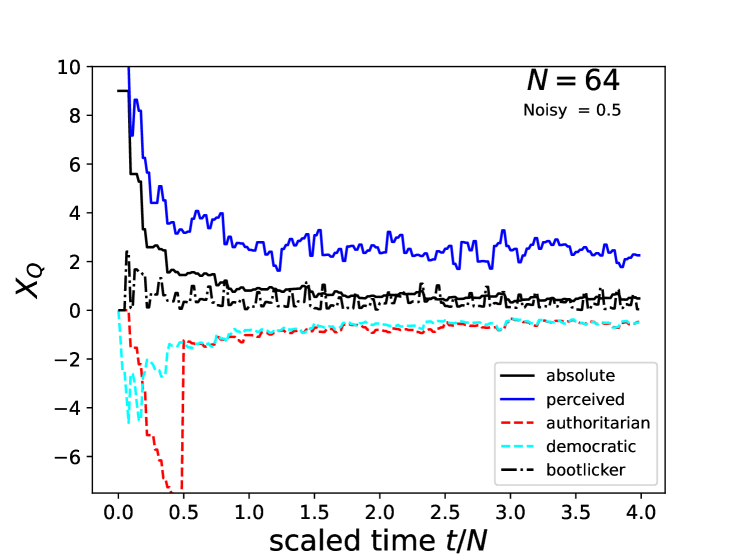 N = 64
Noisy = 0.5
10
8
6
4
2
0
−2
−4
−6
X_Q
absolute
perceived
authoritarian
democratic
bootlicker
0.0 0.5 1.0 1.5 2.0 2.5 3.0 3.5 4.0
scaled time t/N